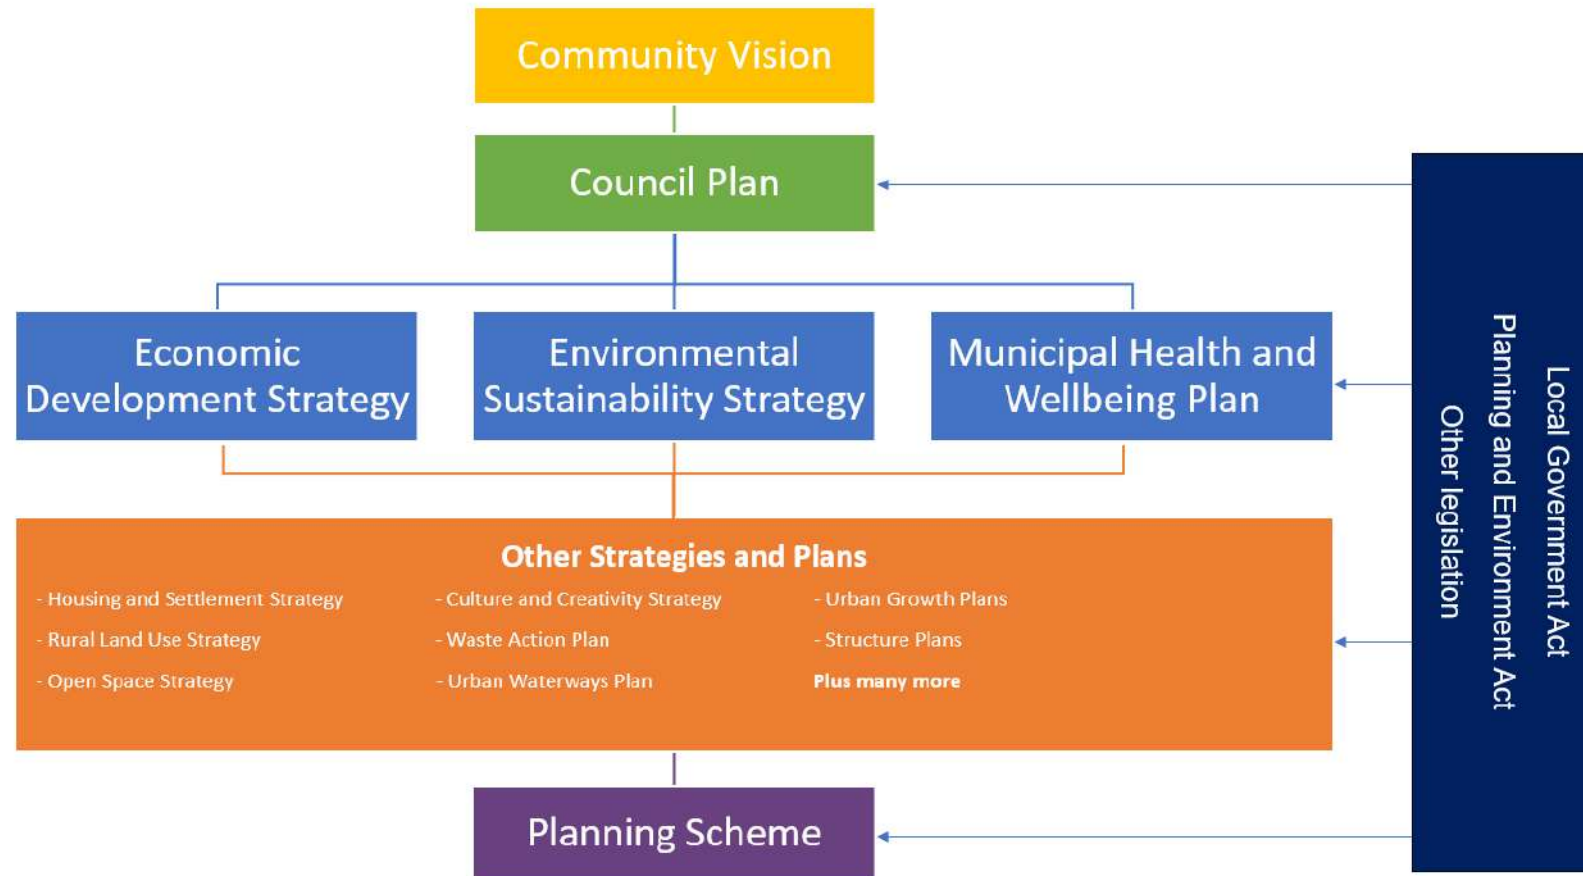 Community Vision
Council Plan
Economic
Development Strategy
Environmental
Sustainability Strategy
Municipal Health and
Wellbeing Plan
Other Strategies and Plans
- Housing and Settlement Strategy
- Rural Land Use Strategy
- Open Space Strategy
- Culture and Creativity Strategy
- Waste Action Plan
- Urban Waterways Plan
- Urban Growth Plans
- Structure Plans
Plus many more
Planning Scheme
Local Government Act
Planning and Environment Act
Other legislation